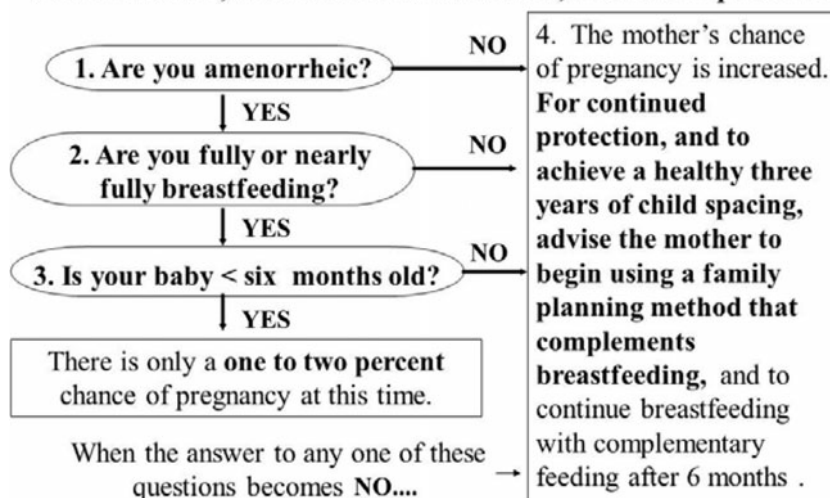 1. Are you amenorrheic?
NO
YES
2. Are you fully or nearly
fully breastfeeding?
NO
YES
3. Is your baby < six months old?
NO
YES
There is only a one to two percent
chance of pregnancy at this time.
When the answer to any one of these
questions becomes NO....
4. The mother's chance
of pregnancy is increased.
For continued
protection, and to
achieve a healthy three
years of child spacing,
advise the mother to
begin using a family
planning method that
complements
breastfeeding, and to
continue breastfeeding
with complementary
feeding after 6 months .